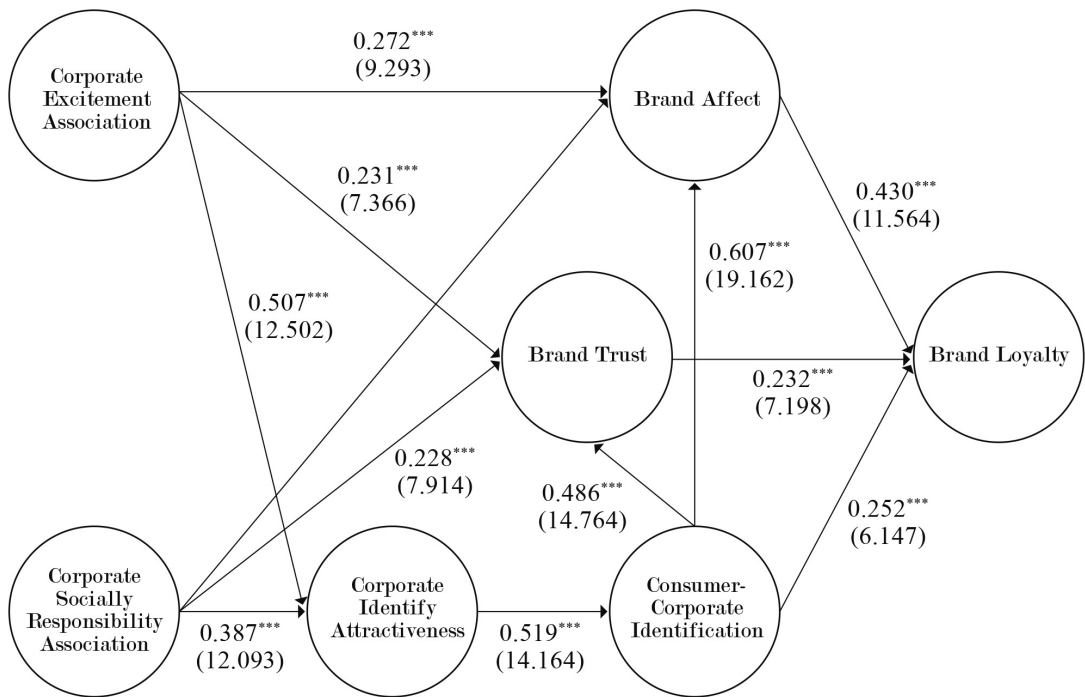 0.272***
(9.293)
Corporate
Excitement
Association
Brand Affect
0.231***
(7.366)
0.430***
(11.564)
0.607***
(19.162)
0.507***
(12.502)
Brand Trust
Brand Loyalty
0.232***
(7.198)
0.228***
(7.914)
0.486***
(14.764)
0.252***
(6.147)
Corporate
Socially
Responsibility
Association
Corporate
Identify
Attractiveness
Consumer-
Corporate
Identification
0.387***
(12.093)
0.519***
(14.164)